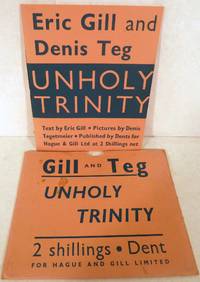 Eric Gill and
Denis Teg
UNHOLY
TRINITY
Text by Eric Gill • Pictures by Denis
Tegetmeier • Published by Dents for
Hague & Gill Ltd at 2 Shillings net
Gill AND Teg
UNHOLY
TRINITY
2 shillings • Dent
FOR HAGUE AND GILL LIMITED